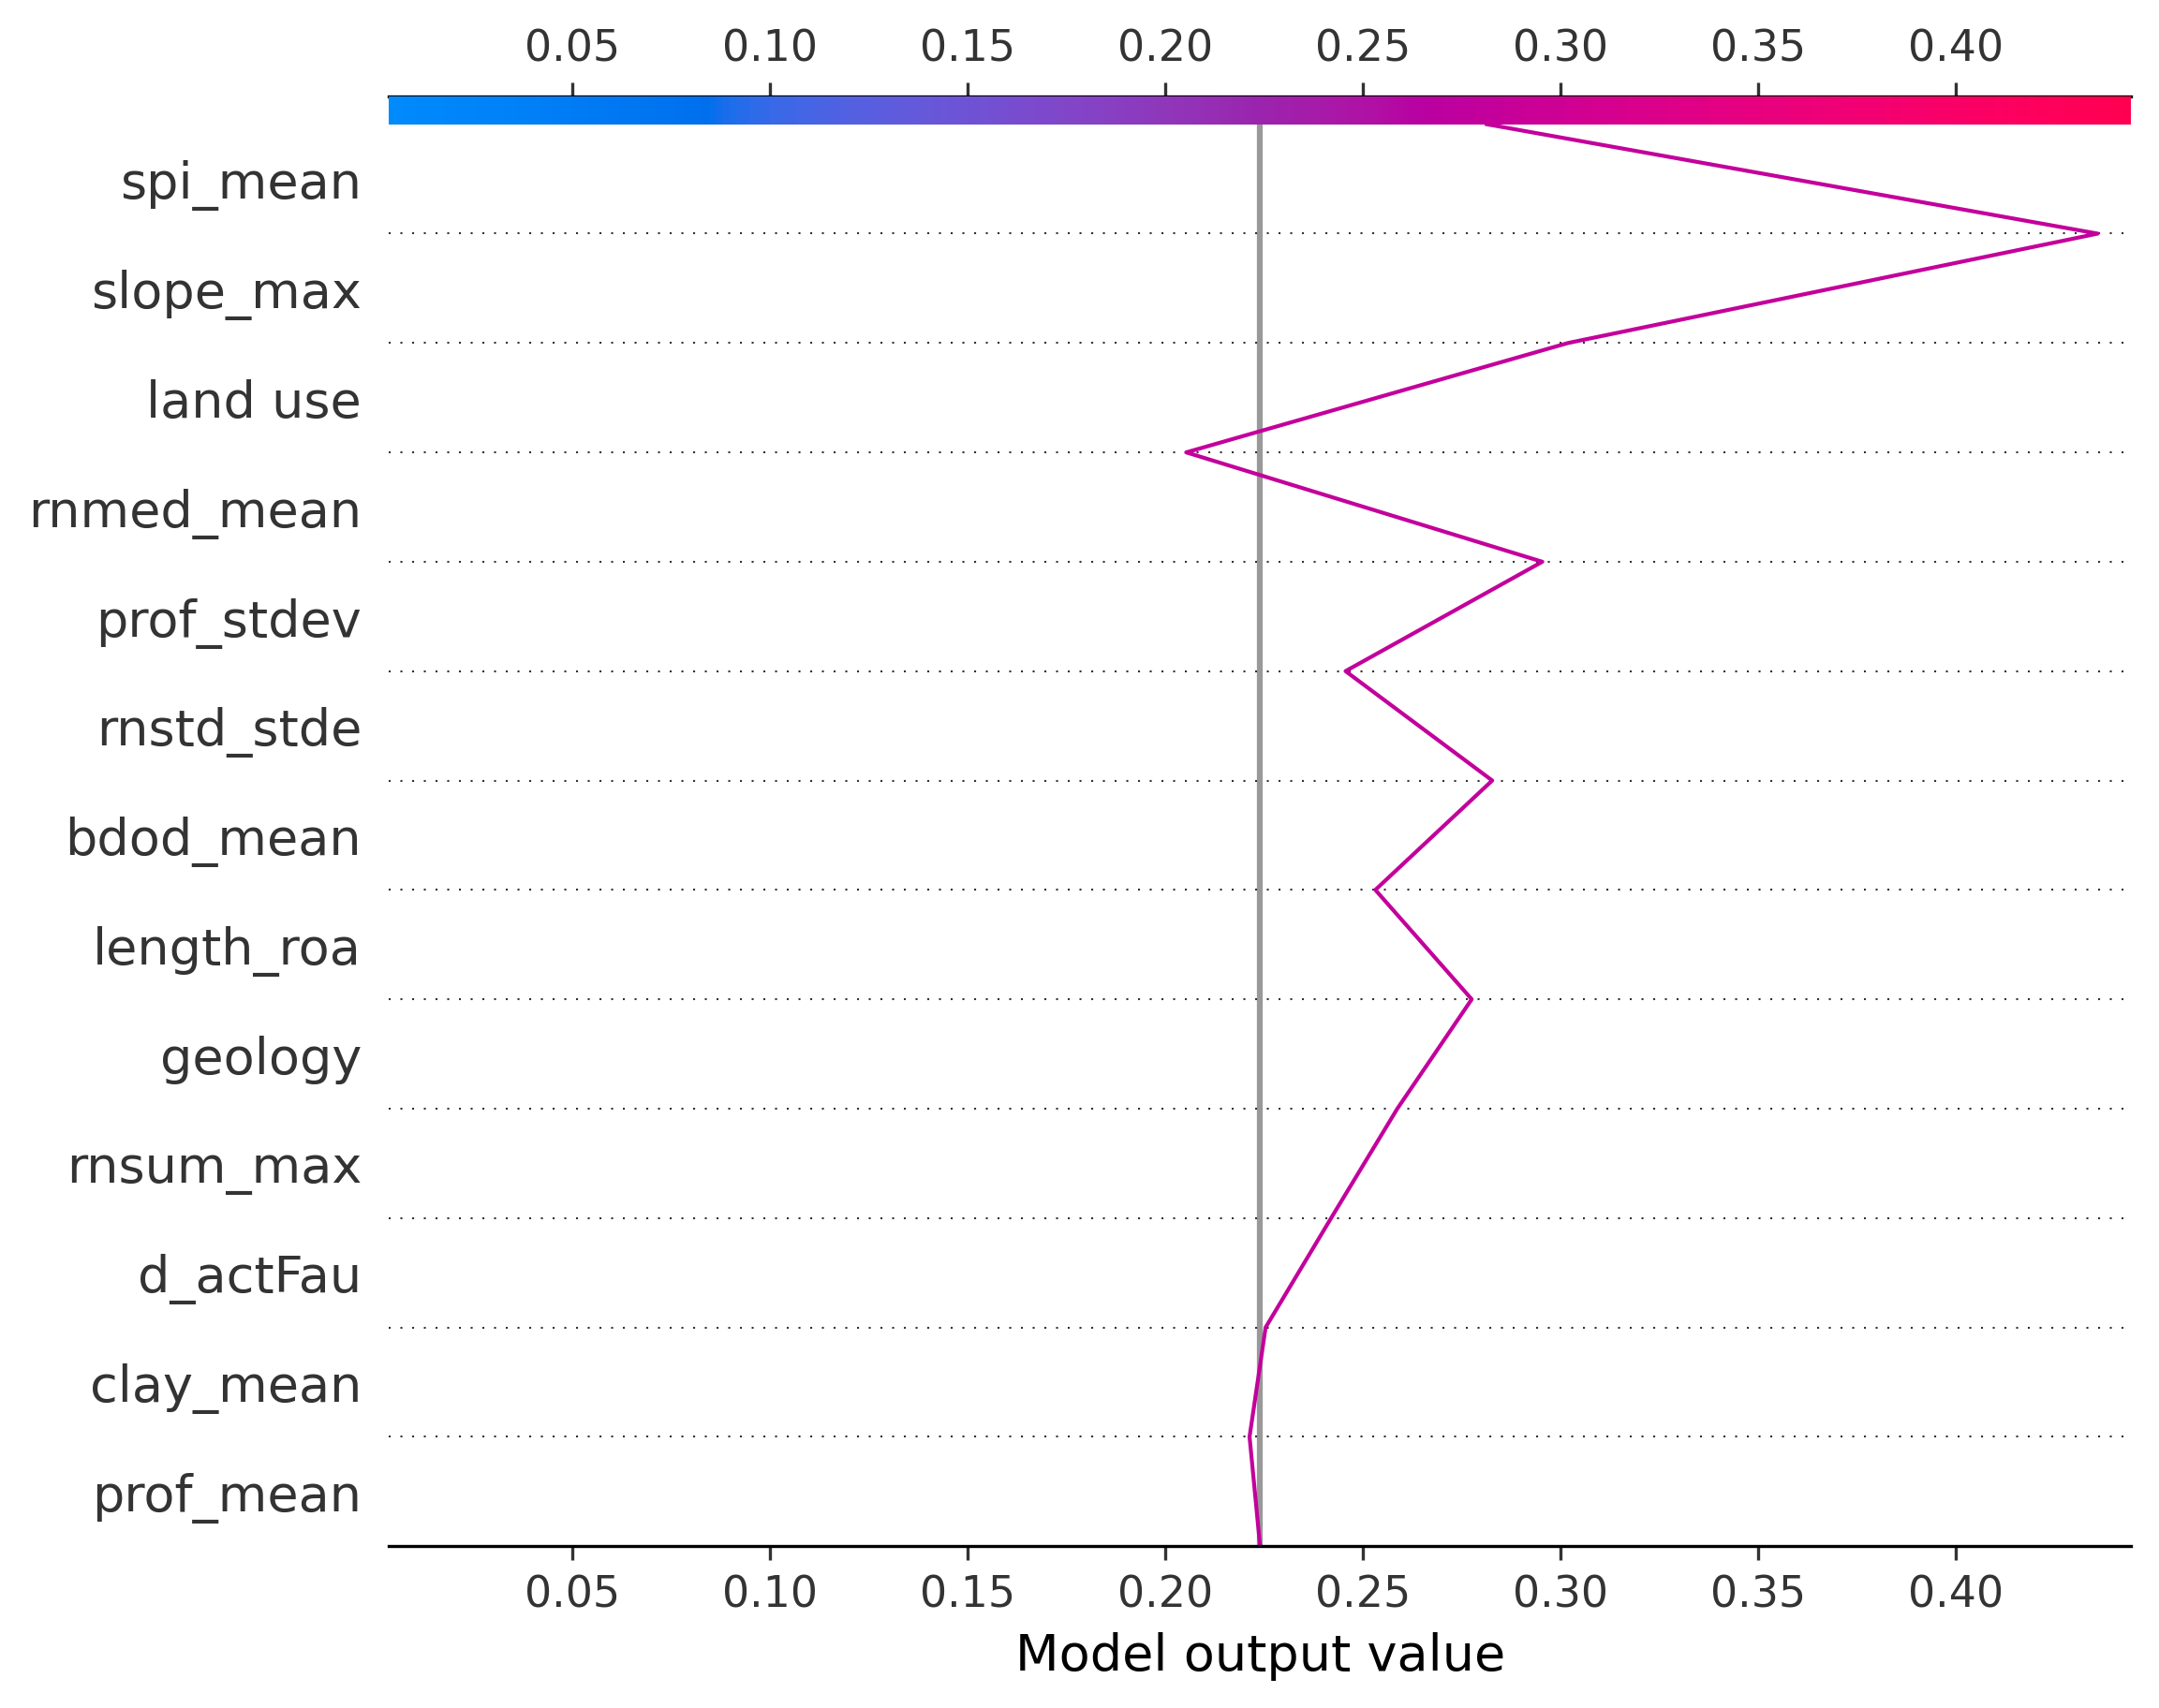 0.05 0.10 0.15 0.20 0.25 0.30 0.35 0.40
spi_mean
slope_max
land use
rnmed_mean
prof_stdev
rnstd_stde
bdod_mean
length_roa
geology
rnsum_max
d_actFau
clay_mean
prof_mean
0.05 0.10 0.15 0.20 0.25 0.30 0.35 0.40
Model output value